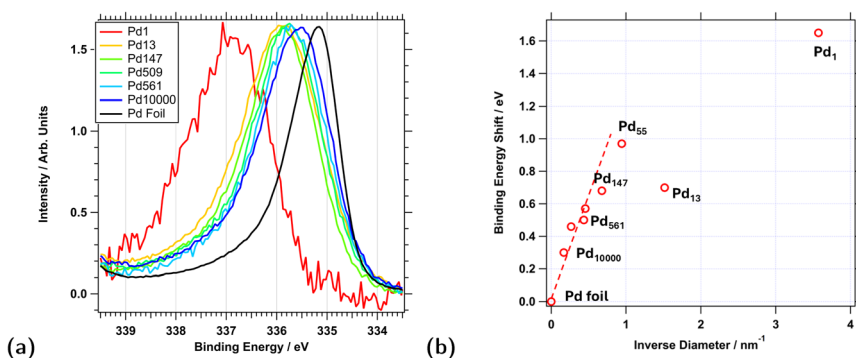 Pd1
Pd13
Pd147
Pd509
Pd561
Pd10000
Pd Foil
Intensity / Arb. Units
1.5
1.0
0.5
0.0
339
338
337
336
335
334
Binding Energy / eV
(a)
Binding Energy Shift / eV
1.6
1.4
1.2
1.0
0.8
0.6
0.4
0.2
0.0
Pd1
Pd55
Pd147
Pd13
Pd561
Pd10000
Pd foil
0
1
2
3
4
Inverse Diameter / nm⁻¹
(b)